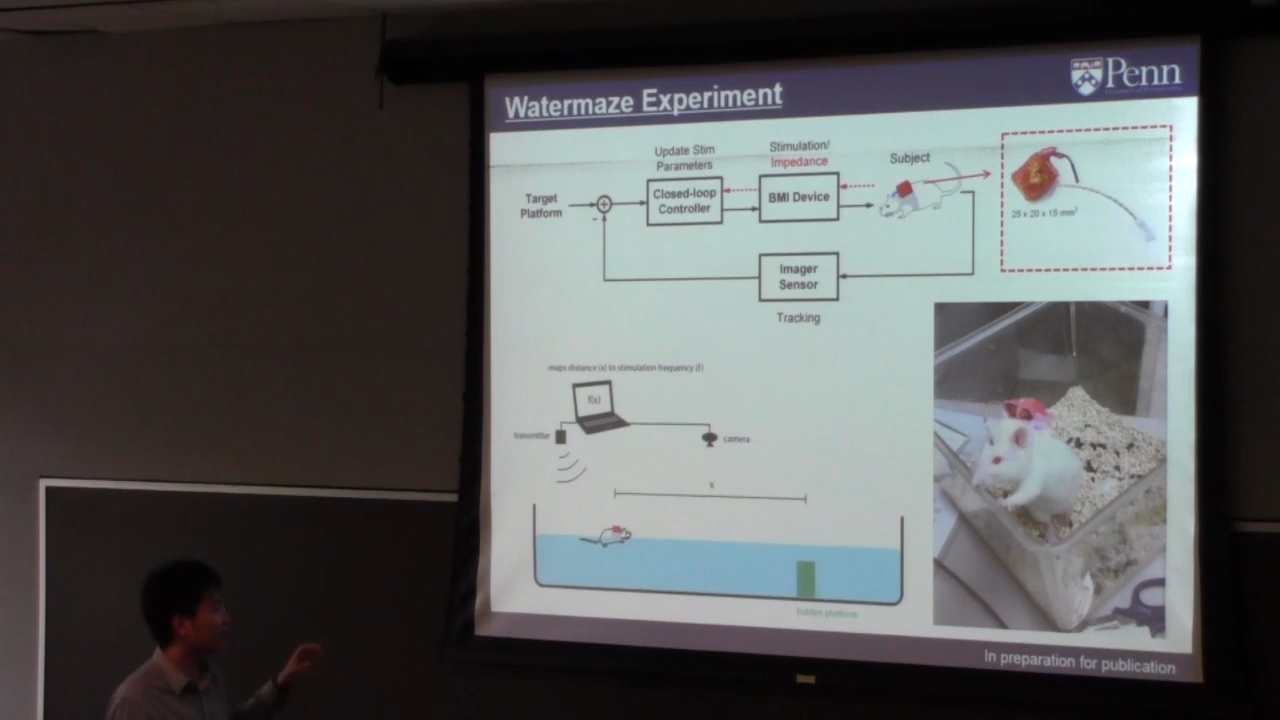 Watermaze Experiment
Penn
Update Stim
Parameters
Stimulation/
Impedance
Subject
Target
Platform
-
Closed-loop
Controller
BMI Device
25 x 20 x 15 mm³
Imager
Sensor
Tracking
maps distance (x) to stimulation frequency (f)
f(x)
transmitter
camera
x
hidden platform
In preparation for publication